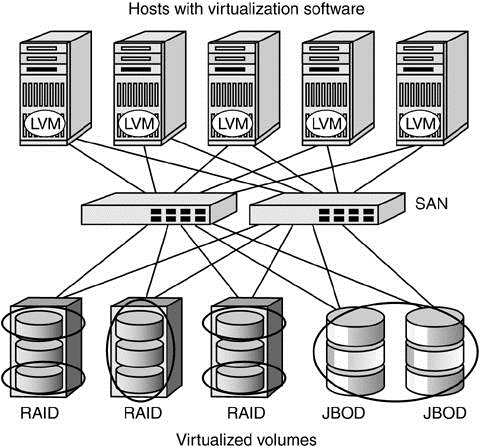 Hosts with virtualization software
LVM LVM LVM LVM LVM
SAN
RAID RAID RAID JBOD JBOD
Virtualized volumes